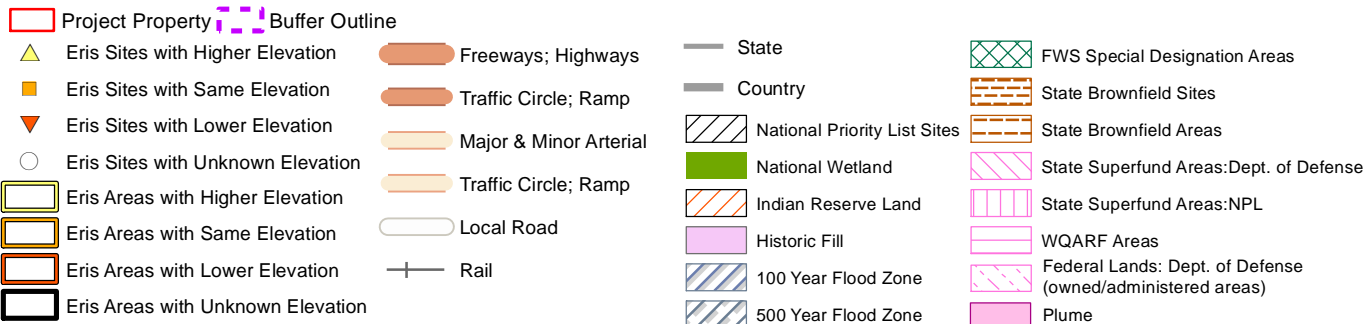 Project Property
Buffer Outline
Eris Sites with Higher Elevation
Eris Sites with Same Elevation
Eris Sites with Lower Elevation
Eris Sites with Unknown Elevation
Eris Areas with Higher Elevation
Eris Areas with Same Elevation
Eris Areas with Lower Elevation
Eris Areas with Unknown Elevation
Freeways; Highways
Traffic Circle; Ramp
Major & Minor Arterial
Traffic Circle; Ramp
Local Road
Rail
State
Country
National Priority List Sites
National Wetland
Indian Reserve Land
Historic Fill
100 Year Flood Zone
500 Year Flood Zone
FWS Special Designation Areas
State Brownfield Sites
State Brownfield Areas
State Superfund Areas:Dept. of Defense
State Superfund Areas:NPL
WQARF Areas
Federal Lands: Dept. of Defense
(owned/administered areas)
Plume